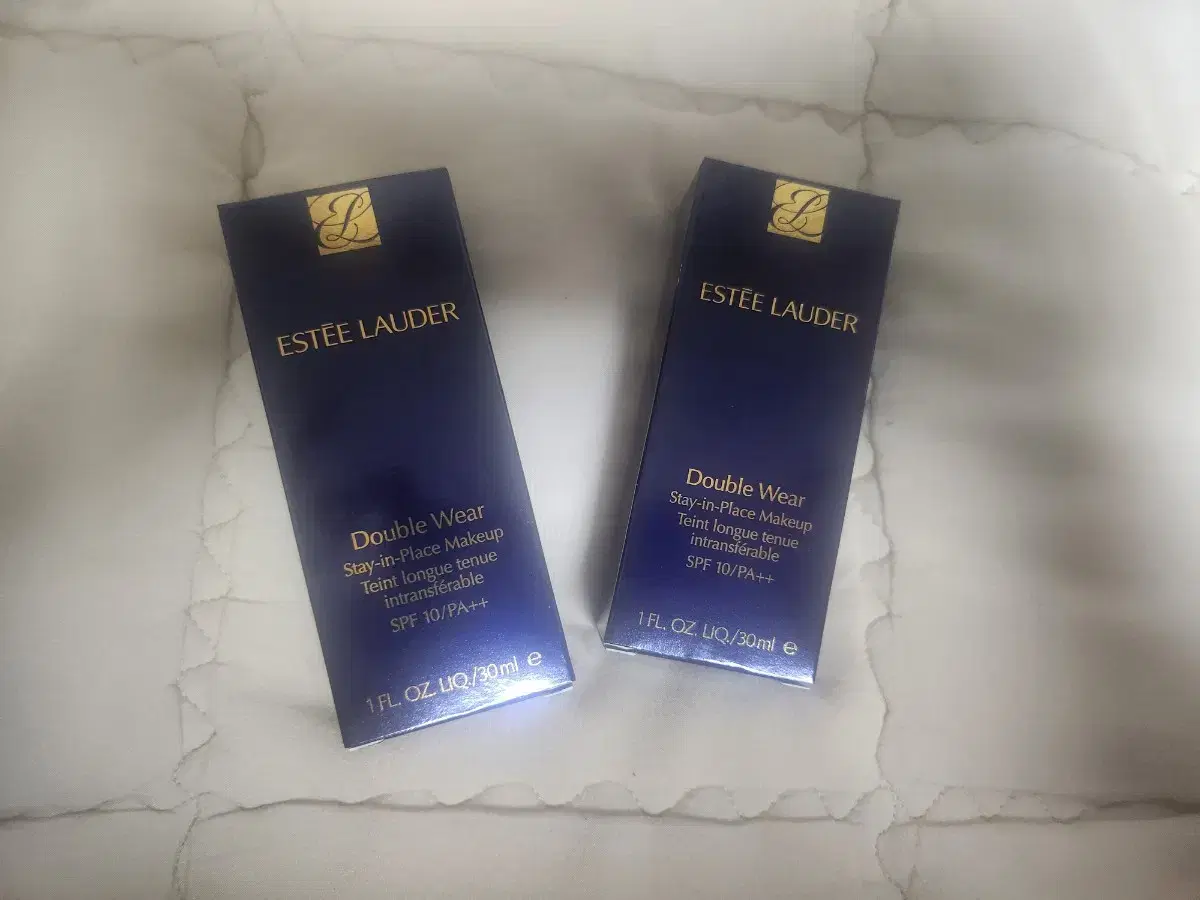 ESTĒE LAUDER
Double Wear
Stay-in-Place Makeup
Teint longue tenue
intransférable
SPF 10/PA++
1 FL. OZ. LIQ./30ml ℮
ESTĒE LAUDER
Double Wear
Stay-in-Place Makeup
Teint longue tenue
intransférable
SPF 10/PA++
1 FL. OZ. LIQ./30ml ℮